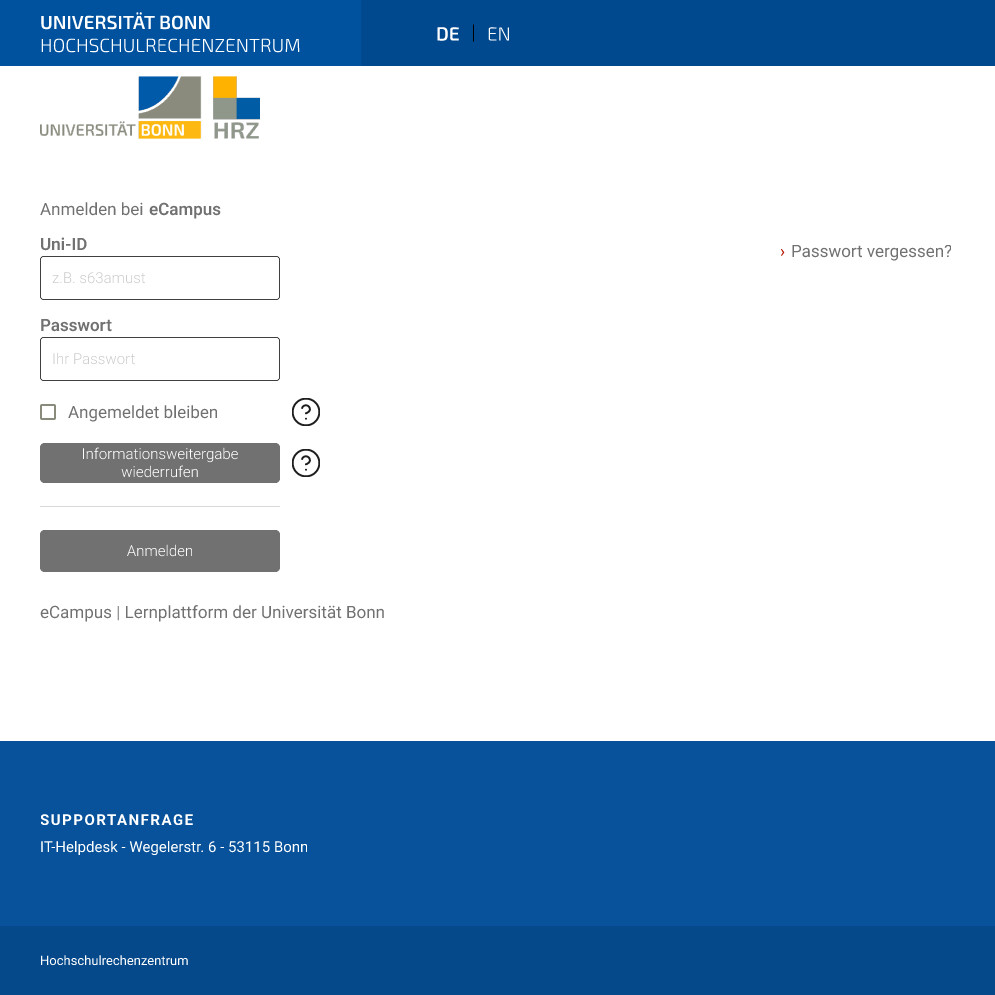 UNIVERSITÄT BONN
HOCHSCHULRECHENZENTRUM
DE | EN
UNIVERSITÄT BONN HRZ
Anmelden bei eCampus
Uni-ID
z.B. s63amust
› Passwort vergessen?
Passwort
Ihr Passwort
Angemeldet bleiben ?
Informationsweitergabe
wiederrufen ?
Anmelden
eCampus | Lernplattform der Universität Bonn
SUPPORTANFRAGE
IT-Helpdesk - Wegelerstr. 6 - 53115 Bonn
Hochschulrechenzentrum